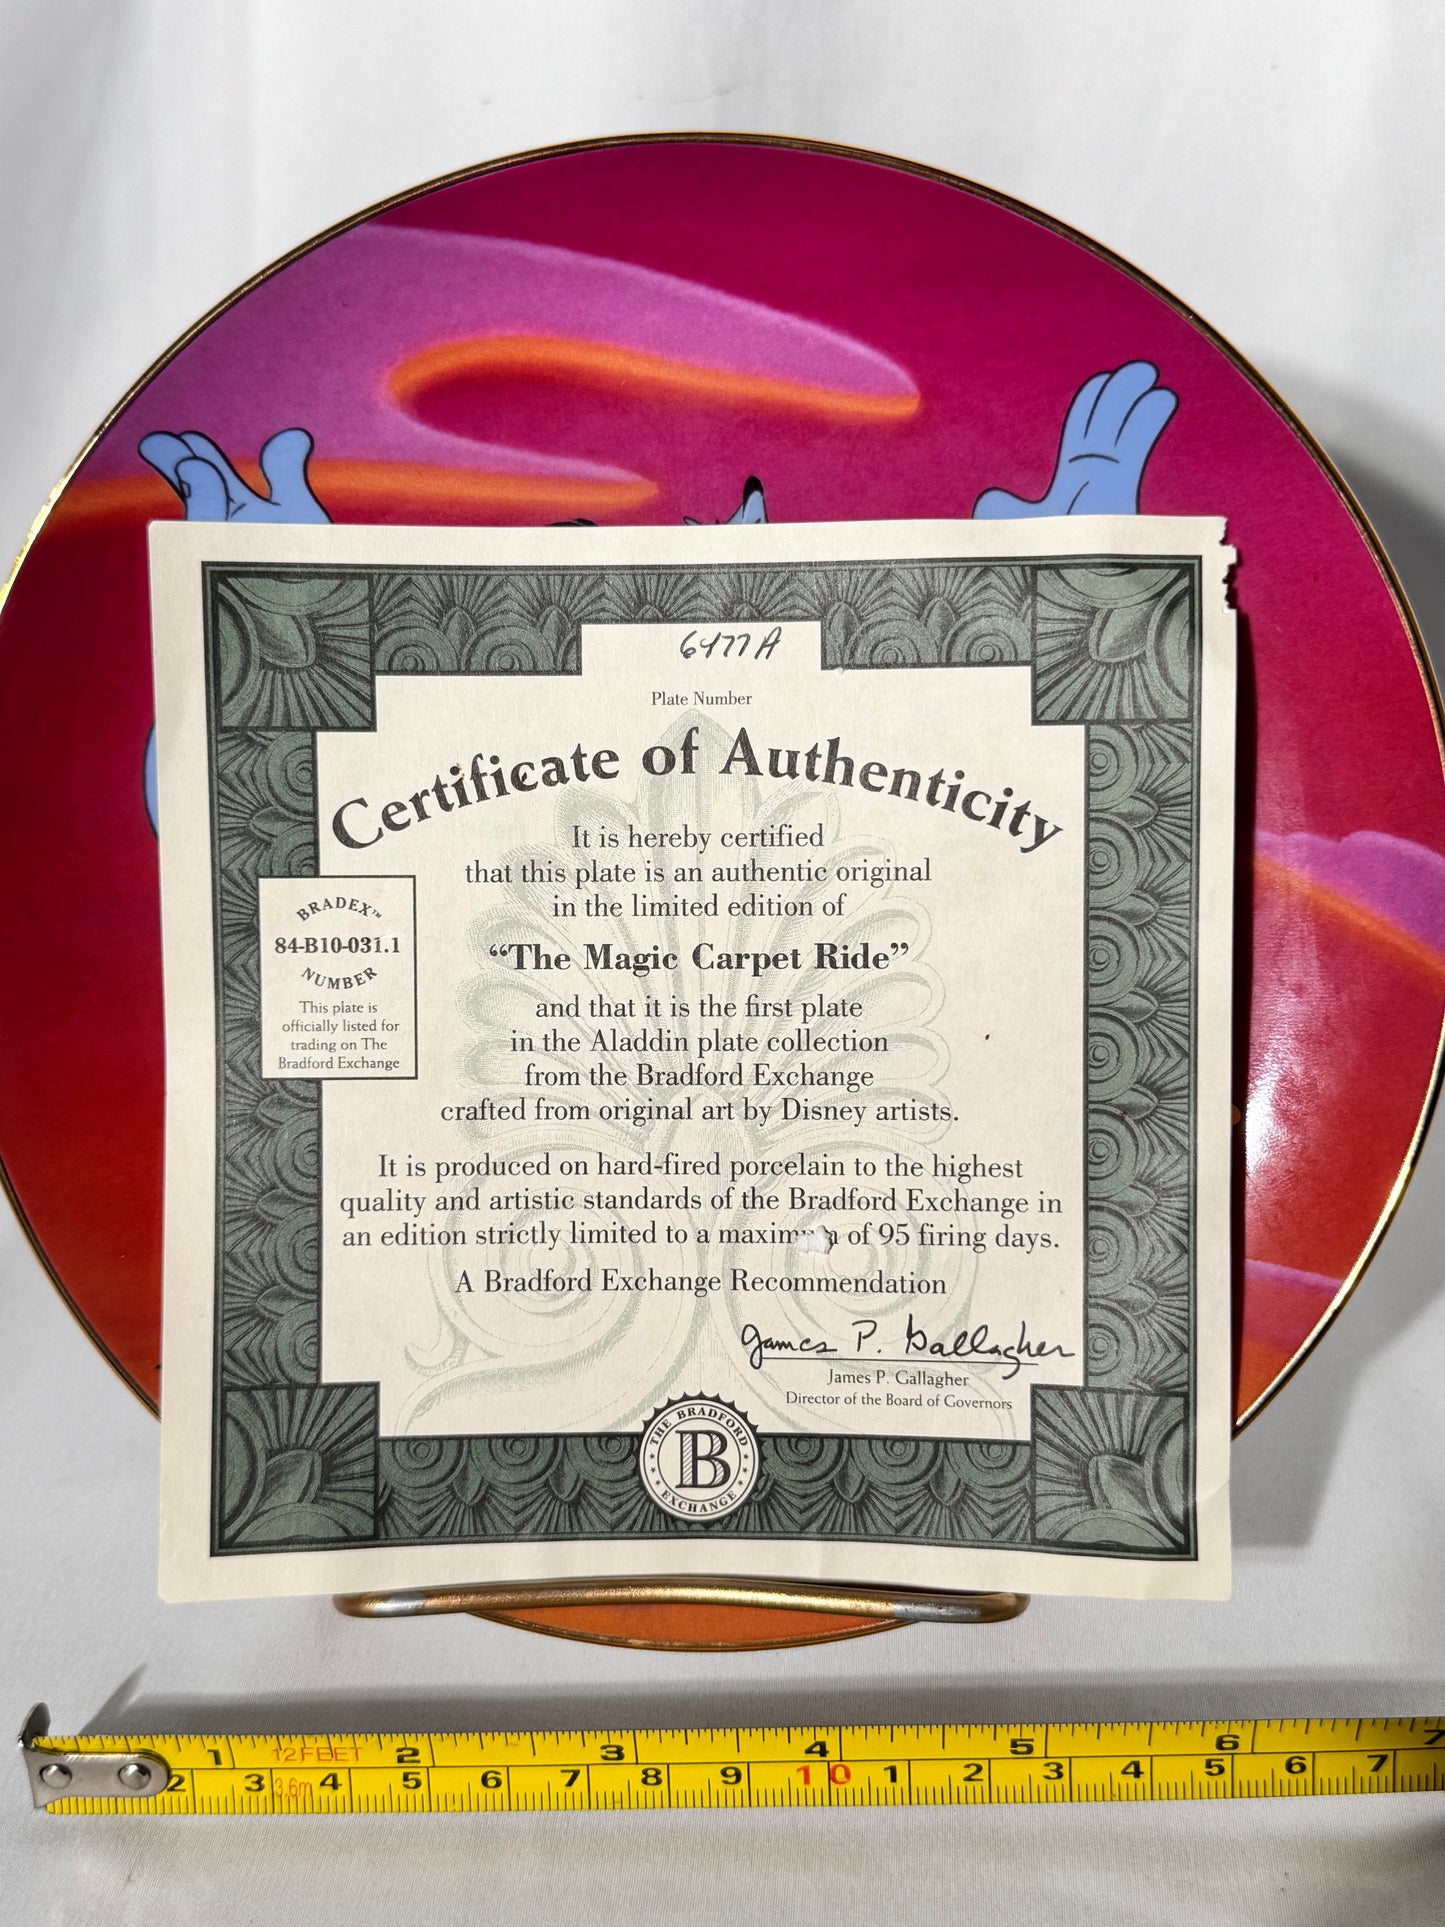 6477A
Plate Number
Certificate of Authenticity
It is hereby certified
that this plate is an authentic original
in the limited edition of
“The Magic Carpet Ride”
and that it is the first plate
in the Aladdin plate collection
from the Bradford Exchange
crafted from original art by Disney artists.
BRADEX™
84-B10-031.1
NUMBER
This plate is
officially listed for
trading on The
Bradford Exchange
It is produced on hard-fired porcelain to the highest
quality and artistic standards of the Bradford Exchange in
an edition strictly limited to a of 95 firing days.
A Bradford Exchange Recommendation
James P. Gallagher
James P. Gallagher
Director of the Board of Governors
THE BRADFORD
B
EXCHANGE
1 12FEET 2 3 4 5 6 7
2 3 3.6m 4 5 6 7 8 9 10 1 2 3 4 5 6 7